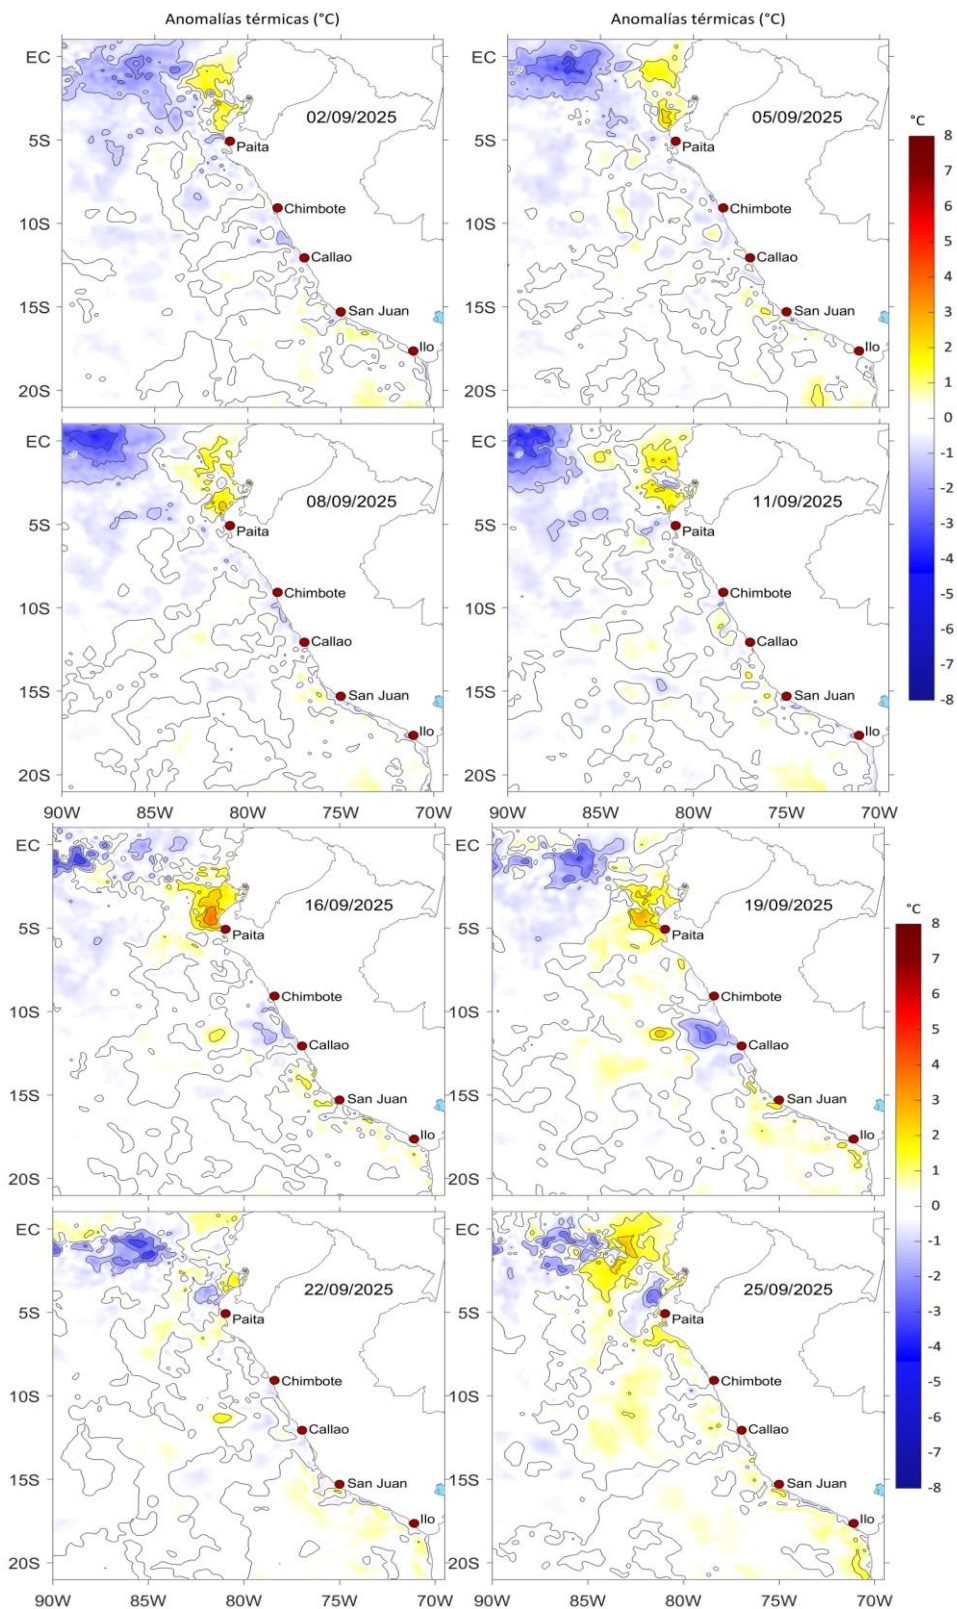 Anomalías térmicas (°C)
Anomalías térmicas (°C)
EC
5S
10S
15S
20S
02/09/2025
Paita
Chimbote
Callao
San Juan
Ilo
EC
5S
10S
15S
20S
05/09/2025
Paita
Chimbote
Callao
San Juan
Ilo
°C
8
7
6
5
4
3
2
1
0
-1
-2
-3
-4
-5
-6
-7
-8
EC
5S
10S
15S
20S
08/09/2025
Paita
Chimbote
Callao
San Juan
Ilo
90W 85W 80W 75W 70W
EC
5S
10S
15S
20S
11/09/2025
Paita
Chimbote
Callao
San Juan
Ilo
90W 85W 80W 75W 70W
EC
5S
10S
15S
20S
16/09/2025
Paita
Chimbote
Callao
San Juan
Ilo
EC
5S
10S
15S
20S
19/09/2025
Paita
Chimbote
Callao
San Juan
Ilo
°C
8
7
6
5
4
3
2
1
0
-1
-2
-3
-4
-5
-6
-7
-8
EC
5S
10S
15S
20S
22/09/2025
Paita
Chimbote
Callao
San Juan
Ilo
90W 85W 80W 75W 70W
EC
5S
10S
15S
20S
25/09/2025
Paita
Chimbote
Callao
San Juan
Ilo
90W 85W 80W 75W 70W